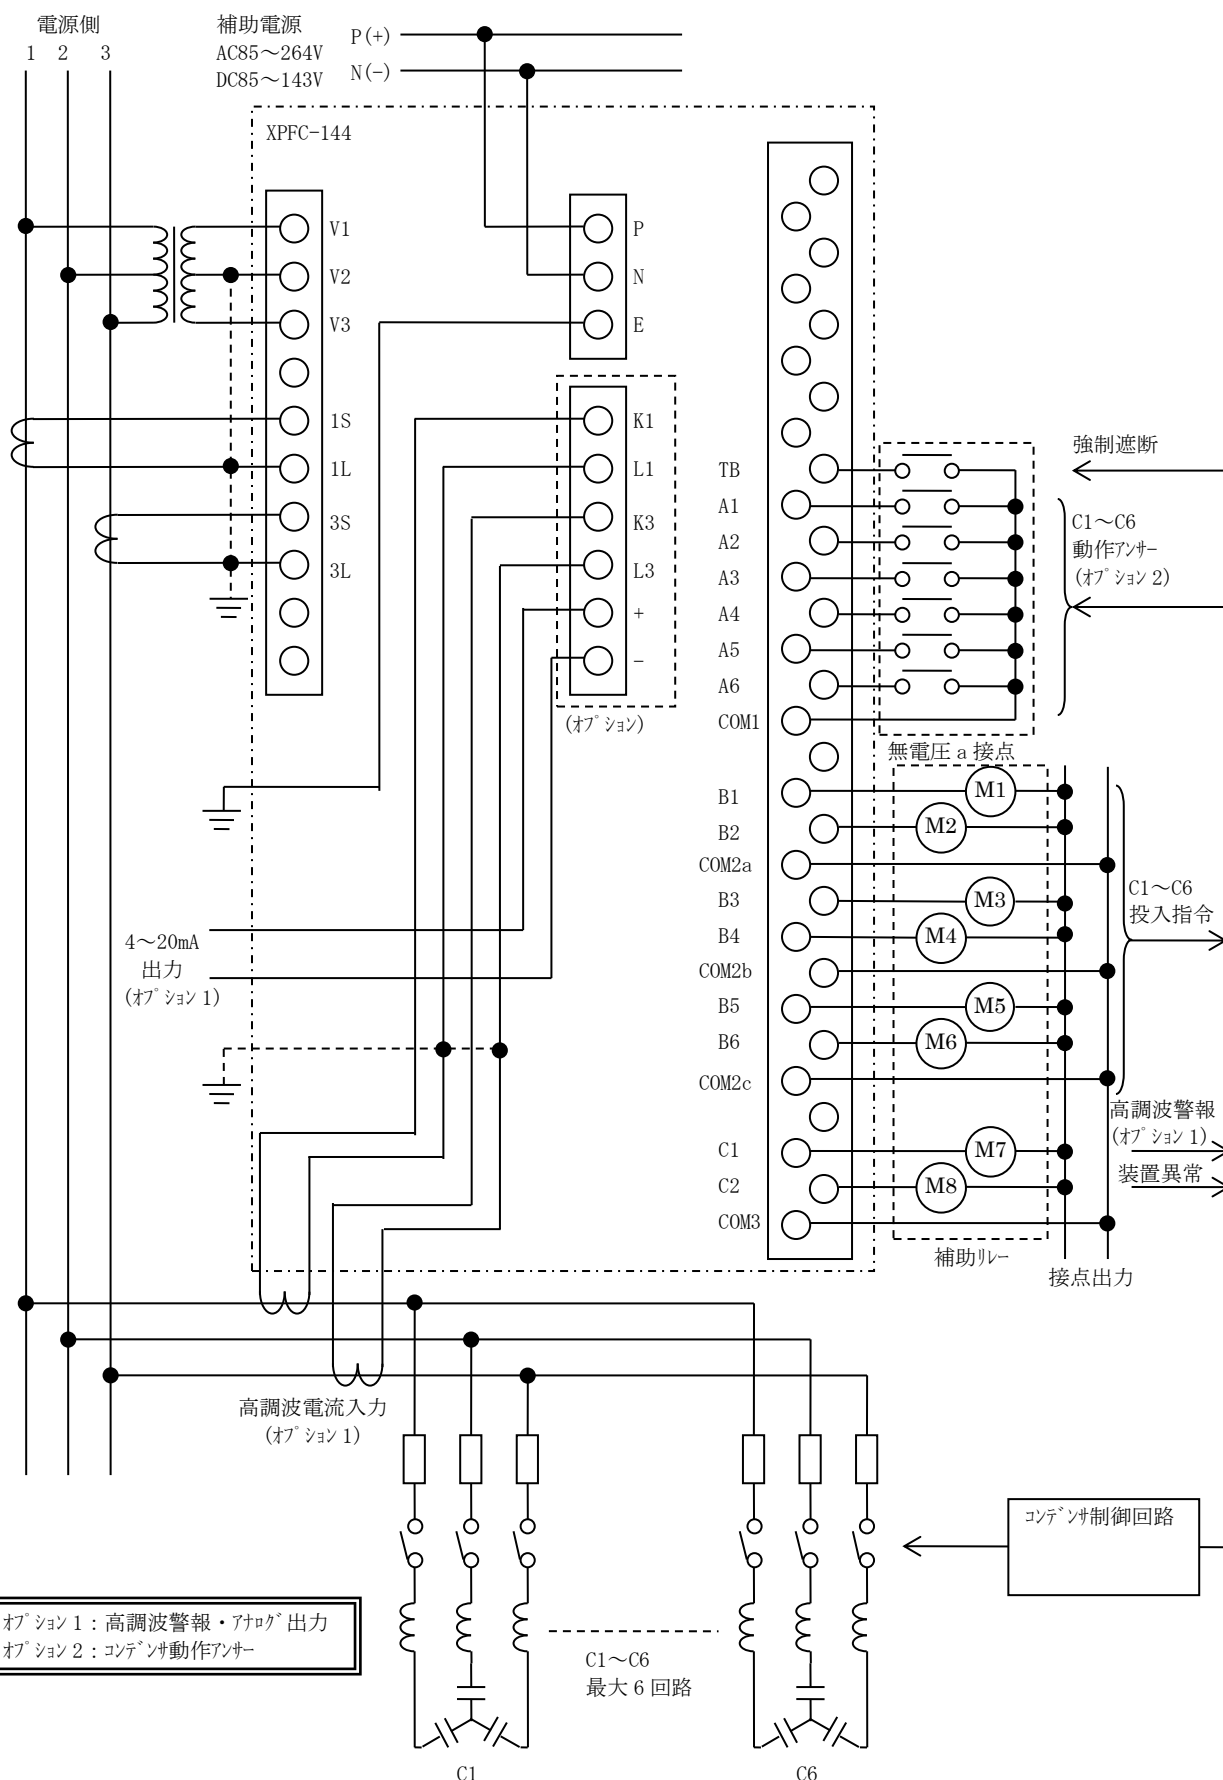 電源側
1 2 3
補助電源
AC85～264V
DC85～143V
P(+)
N(-)
XPFC-144
V1
V2
V3
1S
1L
3S
3L
P
N
E
K1
L1
K3
L3
+
-
(ｵﾌﾟｼｮﾝ)
TB
A1
A2
A3
A4
A5
A6
COM1
B1
B2
COM2a
B3
B4
COM2b
B5
B6
COM2c
C1
C2
COM3
強制遮断
C1～C6
動作ｱﾝｻｰ
(ｵﾌﾟｼｮﾝ2)
無電圧a接点
M1
M2
M3
M4
M5
M6
M7
M8
C1～C6
投入指令
高調波警報
(ｵﾌﾟｼｮﾝ1)
装置異常
補助ﾘﾚｰ
接点出力
4～20mA
出力
(ｵﾌﾟｼｮﾝ1)
高調波電流入力
(ｵﾌﾟｼｮﾝ1)
ｺﾝﾃﾞﾝｻ制御回路
ｵﾌﾟｼｮﾝ1：高調波警報・ｱﾅﾛｸﾞ出力
ｵﾌﾟｼｮﾝ2：ｺﾝﾃﾞﾝｻ動作ｱﾝｻｰ
C1～C6
最大6回路
C1
C6